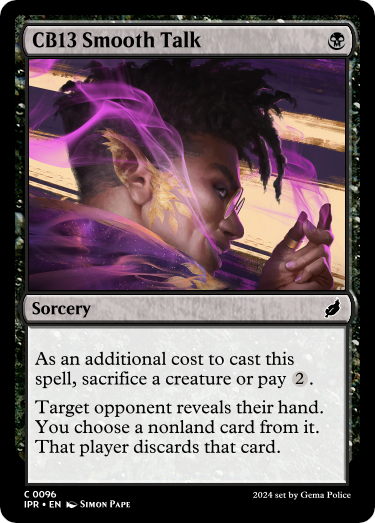 CB13 Smooth Talk
Sorcery
As an additional cost to cast this
spell, sacrifice a creature or pay 2.
Target opponent reveals their hand.
You choose a nonland card from it.
That player discards that card.
C 0096
IPR • EN Simon Pape
2024 set by Gema Police